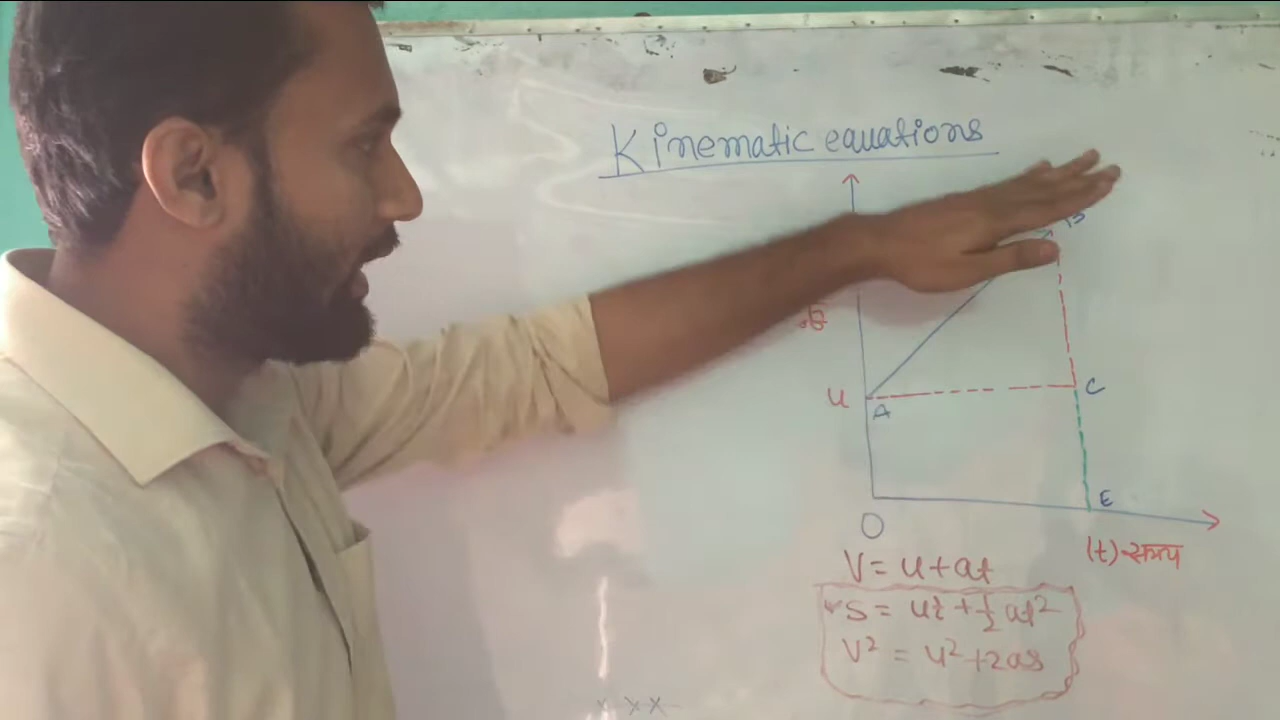 Kinematic equations
B
U
A
C
E
O
(t) समय
V = u + at
S = ut + 1/2 at²
V² = u² + 2as